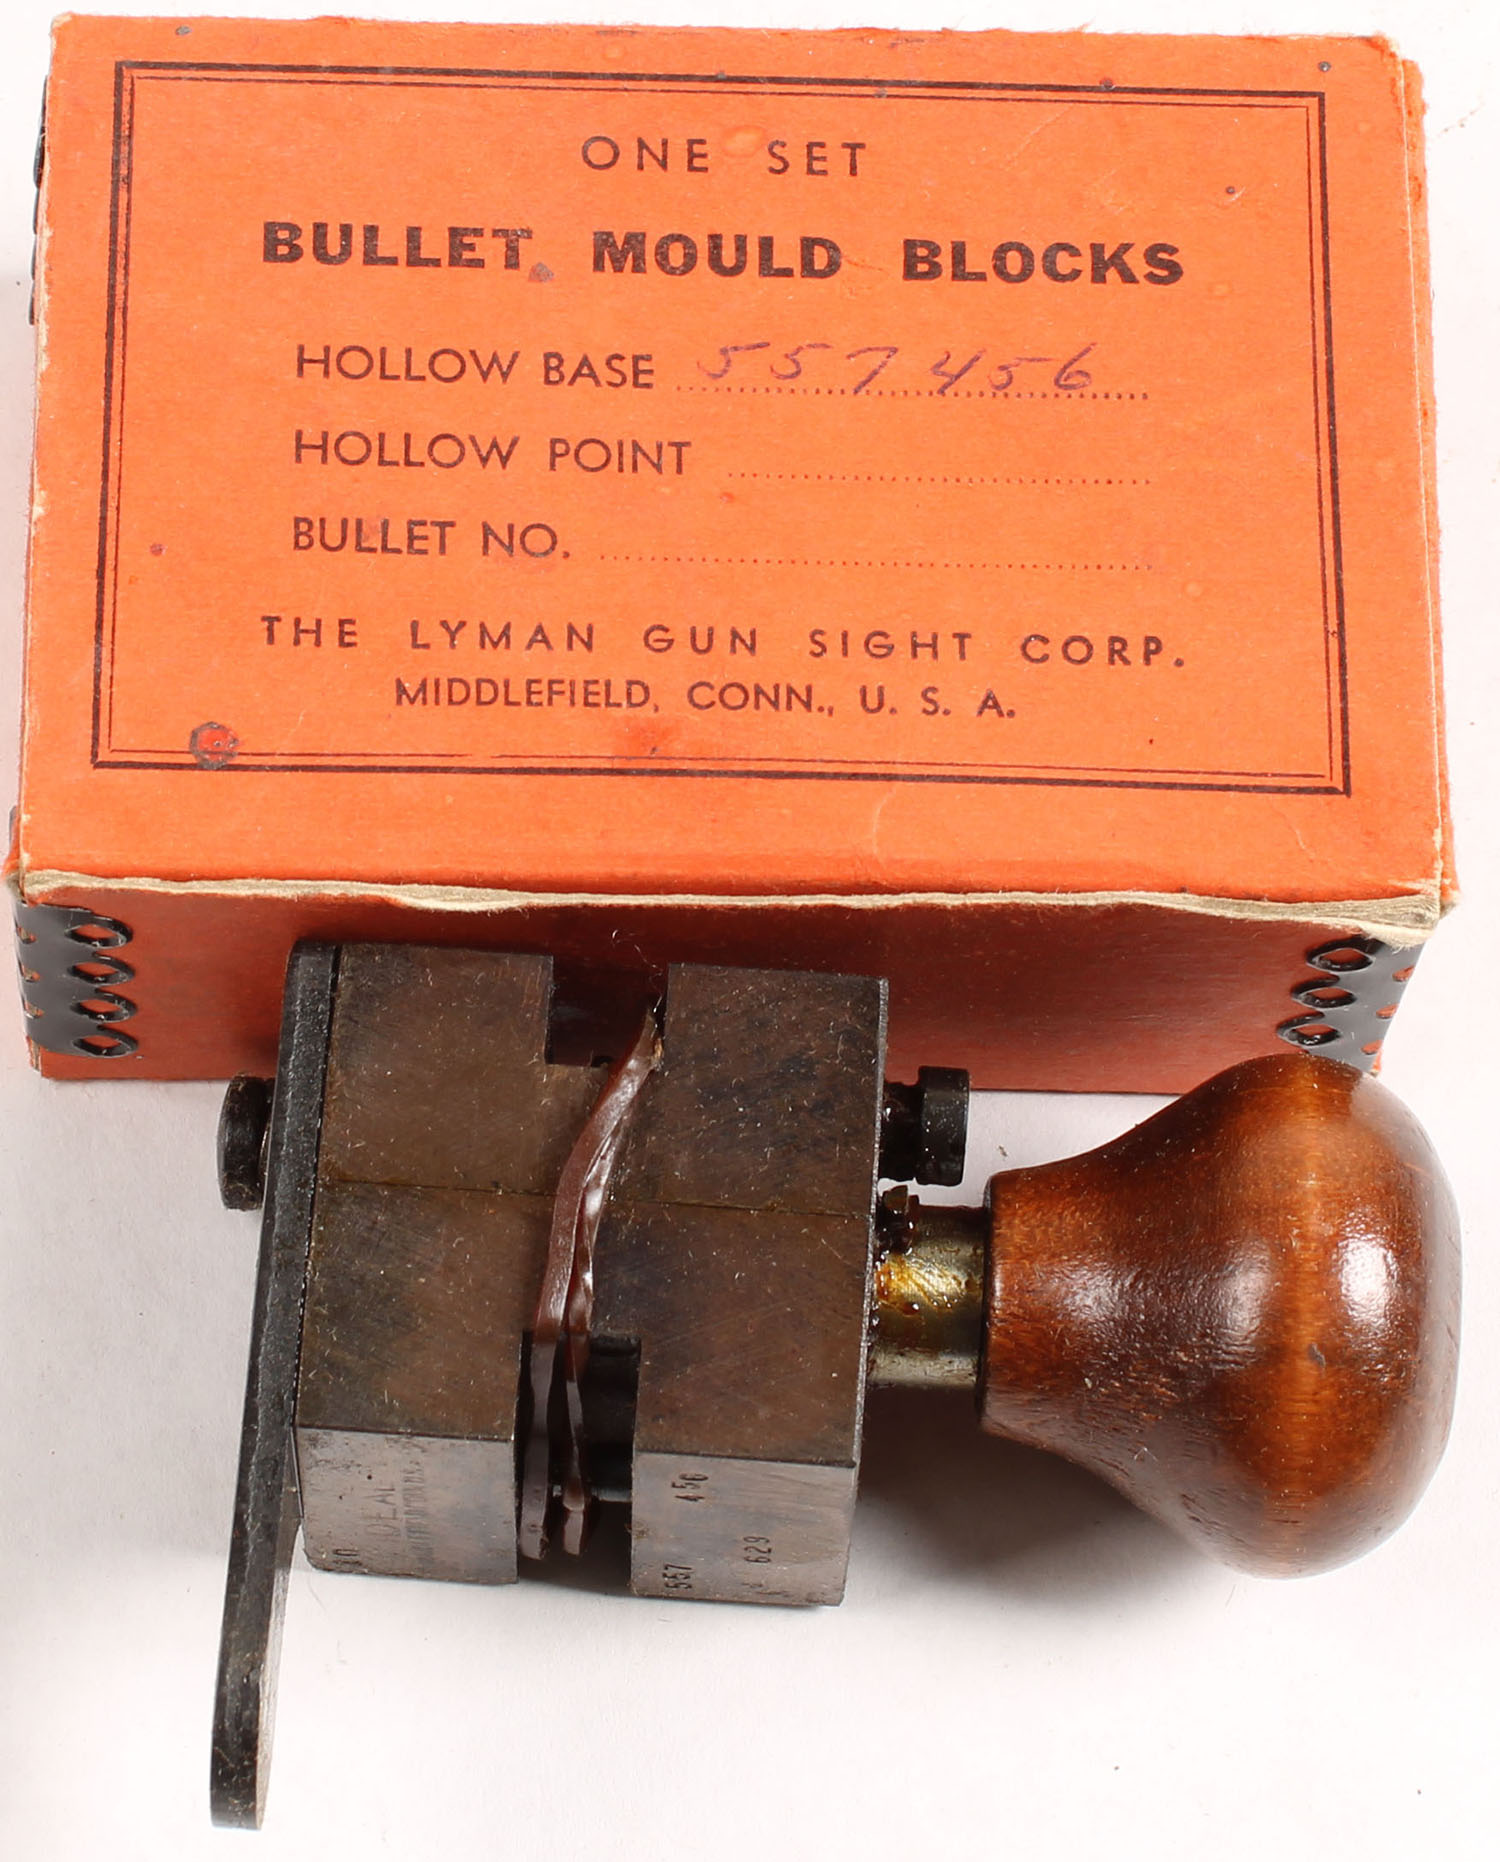 ONE SET
BULLET MOULD BLOCKS
HOLLOW BASE 557456
HOLLOW POINT
BULLET NO.
THE LYMAN GUN SIGHT CORP.
MIDDLEFIELD, CONN., U. S. A.
IDEAL
557 456
629